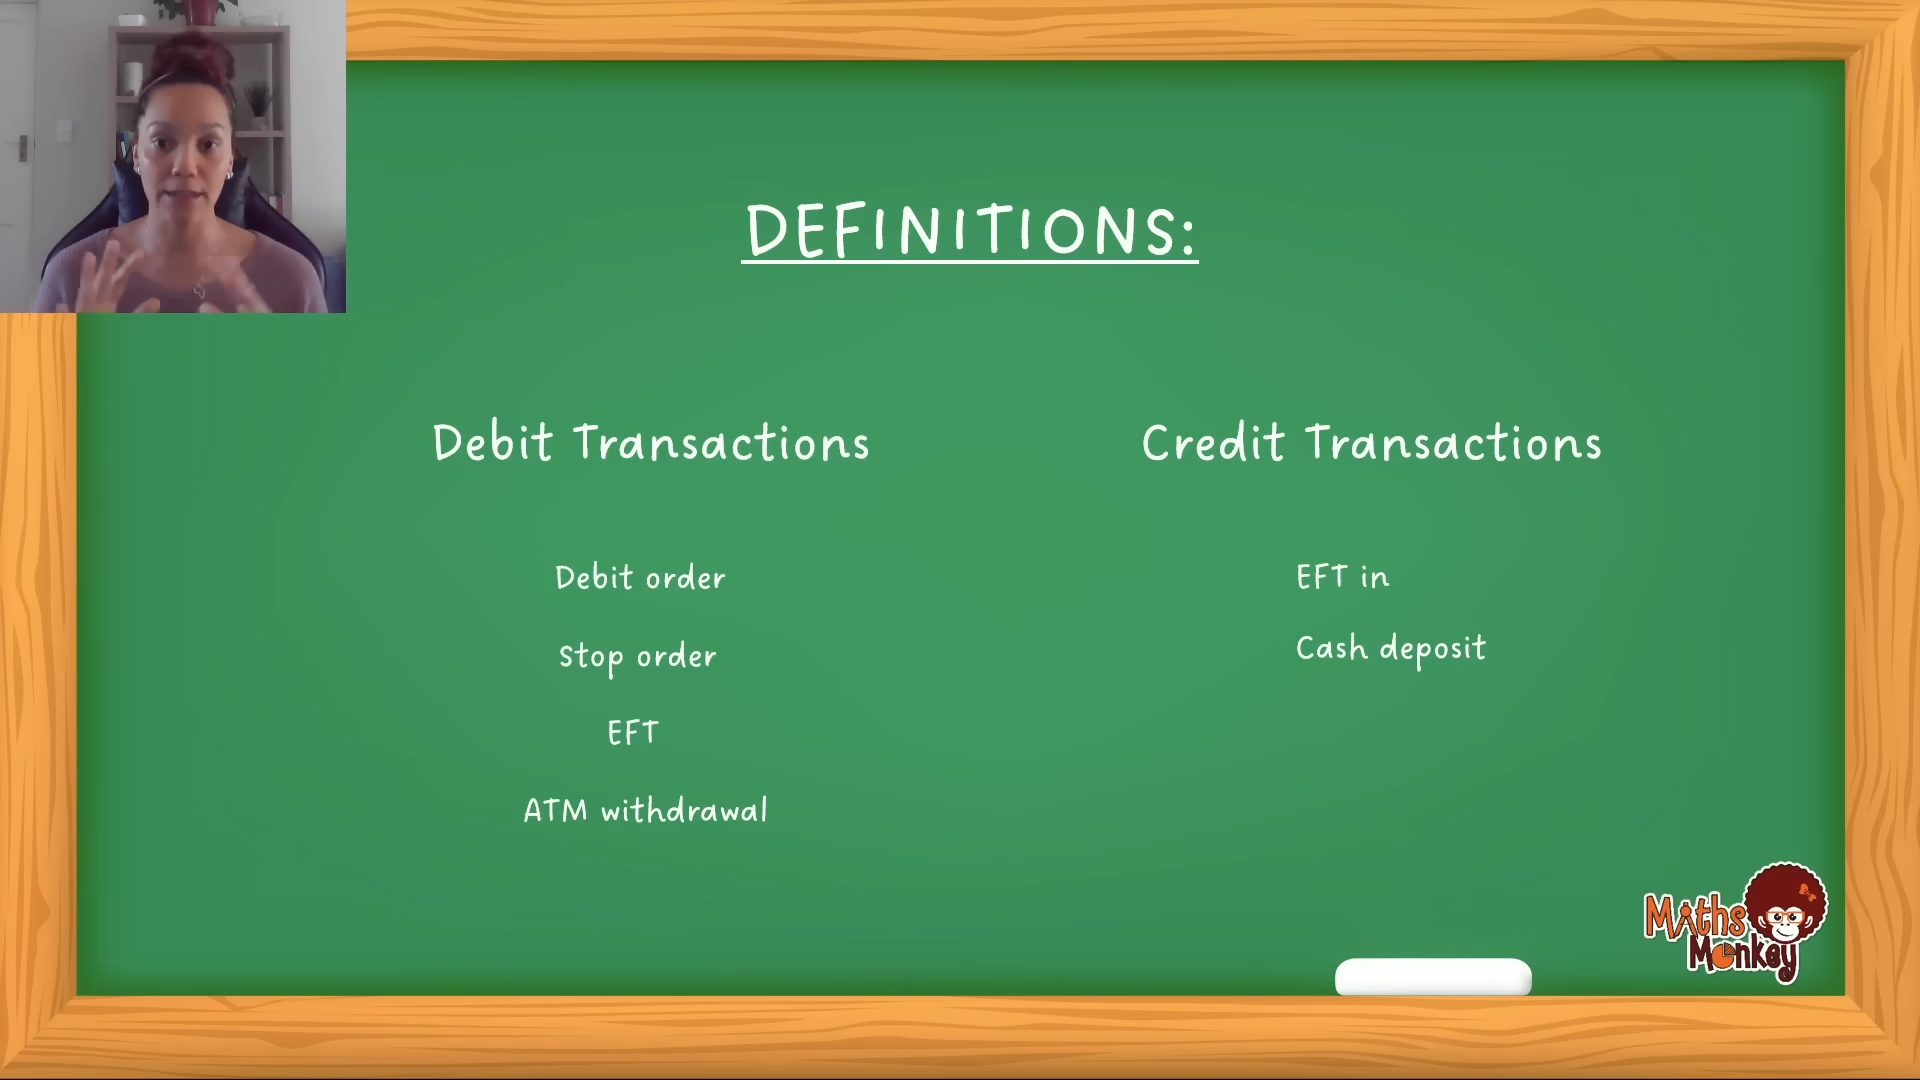 DEFINITIONS:
Debit Transactions
Debit order
Stop order
EFT
ATM withdrawal
Credit Transactions
EFT in
Cash deposit
Maths
Monkey